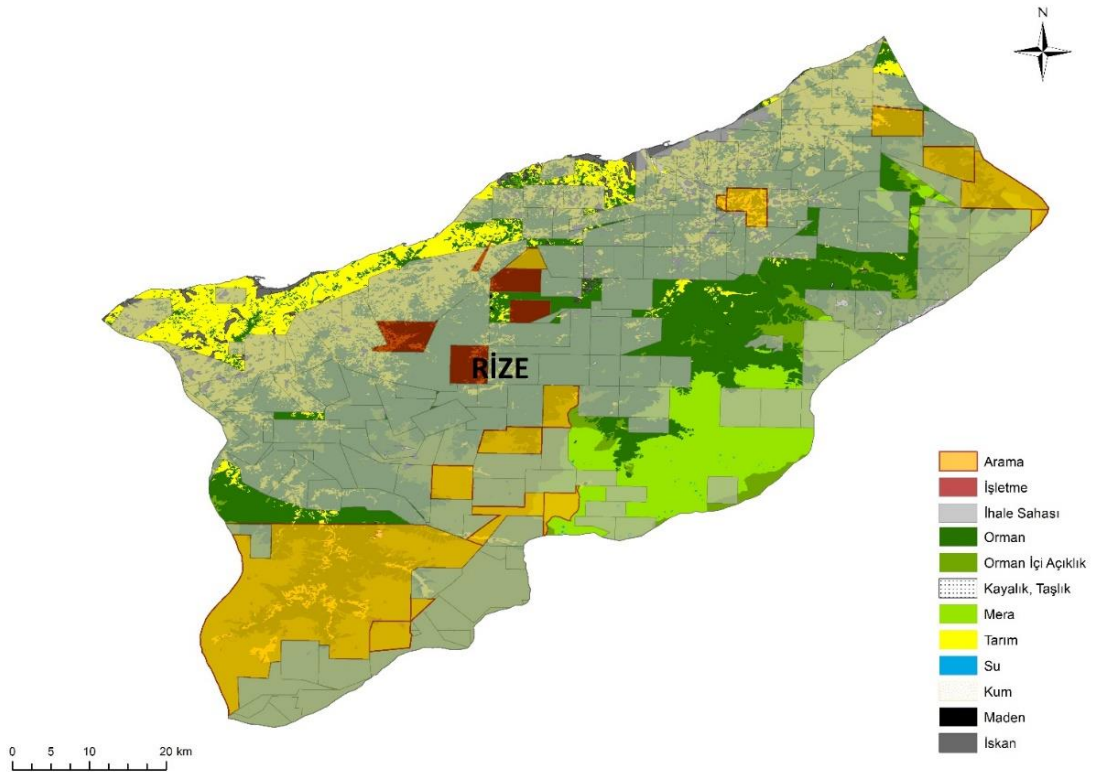 N
RİZE
Arama
İşletme
İhale Sahası
Orman
Orman İçi Açıklık
Kayalık, Taşlık
Mera
Tarım
Su
Kum
Maden
İskan
0 5 10 20 km